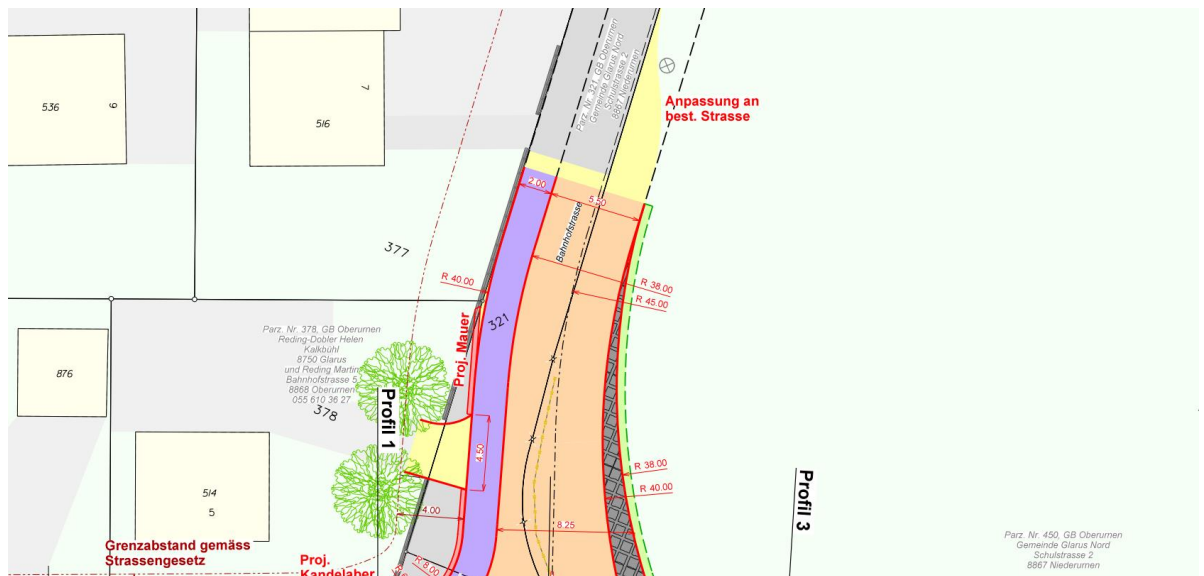 536
6
516
7
Parz. Nr. 321, GB Oberurnen
Gemeinde Glarus Nord
Schulstrasse 2
8867 Niederurnen
Anpassung an
best. Strasse
2.00
Bahnhofstrasse
377
R 40.00
R 38.00
R 45.00
321
Proj. Mauer
Parz. Nr. 378, GB Oberurnen
Reding-Dobler Helen
Kalkbühl
8750 Glarus
und Reding Martin
Bahnhofstrasse 5
8868 Oberurnen
055 610 36 27
378
876
Profil 1
4.50
R 38.00
R 40.00
Profil 3
514
5
4.00
8.25
Grenzabstand gemäss
Strassengesetz
Proj.
Kandelaber
R 8.00
Parz. Nr. 450, GB Oberurnen
Gemeinde Glarus Nord
Schulstrasse 2
8867 Niederurnen